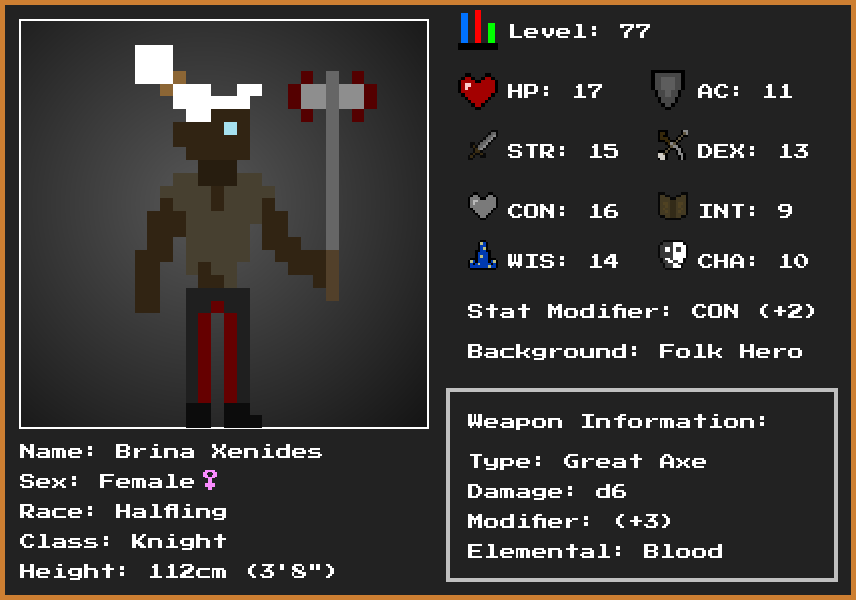 Level: 77
HP: 17 AC: 11
STR: 15 DEX: 13
CON: 16 INT: 9
WIS: 14 CHA: 10
Stat Modifier: CON (+2)
Background: Folk Hero
Weapon Information:
Type: Great Axe
Damage: d6
Modifier: (+3)
Elemental: Blood
Name: Brina Xenides
Sex: Female♀
Race: Halfling
Class: Knight
Height: 112cm (3'8")